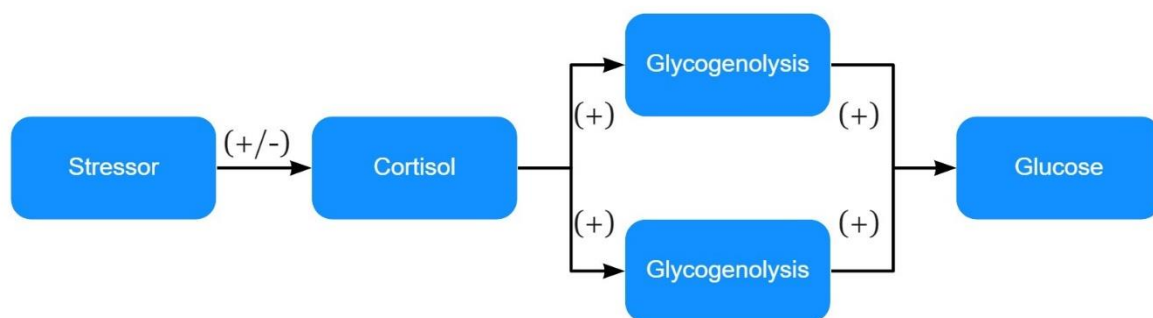 Glycogenolysis
(+)
(+)
Stressor
(+/-)
Cortisol
Glucose
(+)
(+)
Glycogenolysis